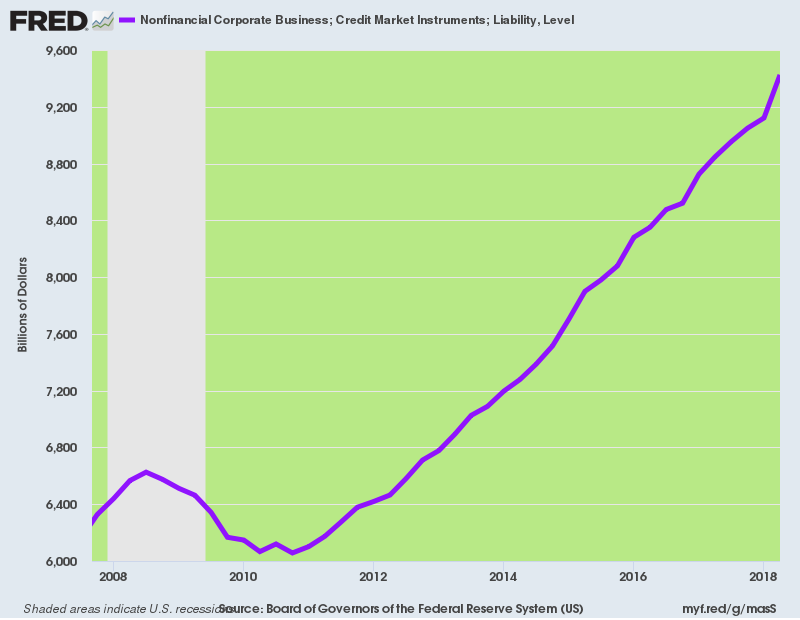 FRED
Nonfinancial Corporate Business; Credit Market Instruments; Liability, Level
9,600
9,200
8,800
8,400
8,000
7,600
7,200
6,800
6,400
6,000
Billions of Dollars
2008 2010 2012 2014 2016 2018
Shaded areas indicate U.S. recessions Source: Board of Governors of the Federal Reserve System (US) myf.red/g/masS